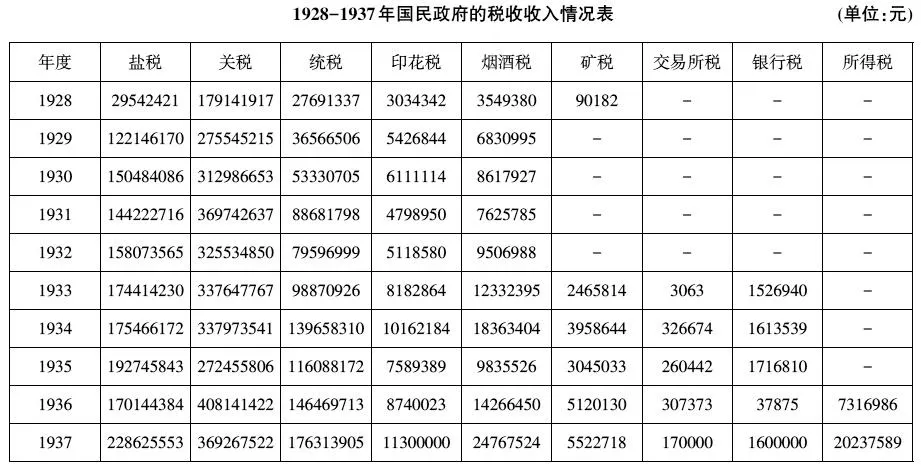 1928-1937年国民政府的税收收入情况表 (单位:元)
年度 盐税 关税 统税 印花税 烟酒税 矿税 交易所税 银行税 所得税
1928 29542421 179141917 27691337 3034342 3549380 90182 - - -
1929 122146170 275545215 36566506 5426844 6830995 - - - -
1930 150484086 312986653 53330705 6111114 8617927 - - - -
1931 144222716 369742637 88681798 4798950 7625785 - - - -
1932 158073565 325534850 79596999 5118580 9506988 - - - -
1933 174414230 337647767 98870926 8182864 12332395 2465814 3063 1526940 -
1934 175466172 337973541 139658310 10162184 18363404 3958644 326674 1613539 -
1935 192745843 272455806 116088172 7589389 9835526 3045033 260442 1716810 -
1936 170144384 408141422 146469713 8740023 14266450 5120130 307373 37875 7316986
1937 228625553 369267522 176313905 11300000 24767524 5522718 170000 1600000 20237589